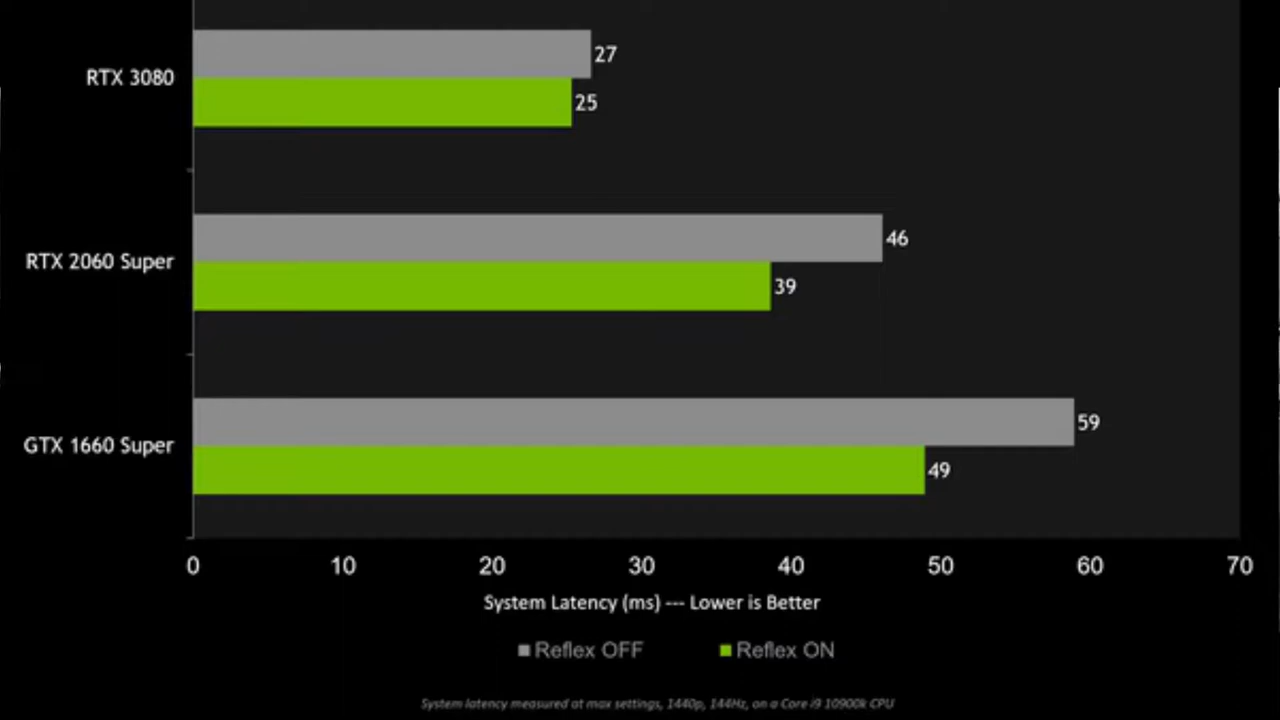 27
RTX 3080
25
46
RTX 2060 Super
39
59
GTX 1660 Super
49
0 10 20 30 40 50 60 70
System Latency (ms) --- Lower is Better
Reflex OFF Reflex ON
System latency measured at max settings, 1440p, 144Hz, on a Core i9 10900k CPU